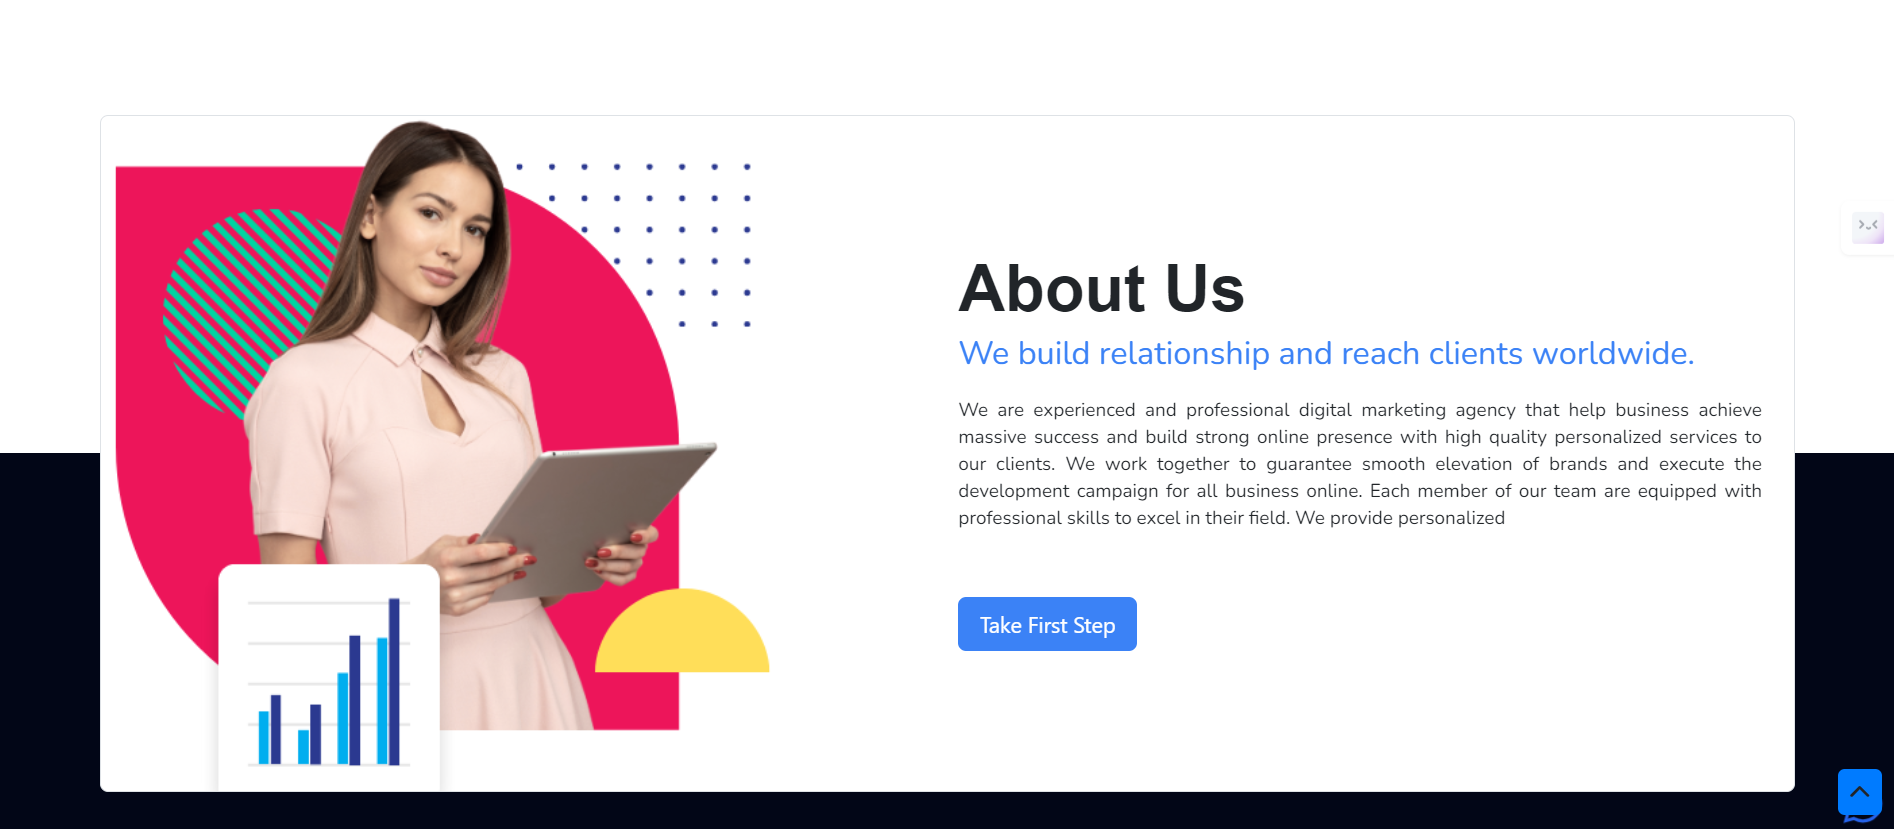 About Us
We build relationship and reach clients worldwide.
We are experienced and professional digital marketing agency that help business achieve
massive success and build strong online presence with high quality personalized services to
our clients. We work together to guarantee smooth elevation of brands and execute the
development campaign for all business online. Each member of our team are equipped with
professional skills to excel in their field. We provide personalized
Take First Step